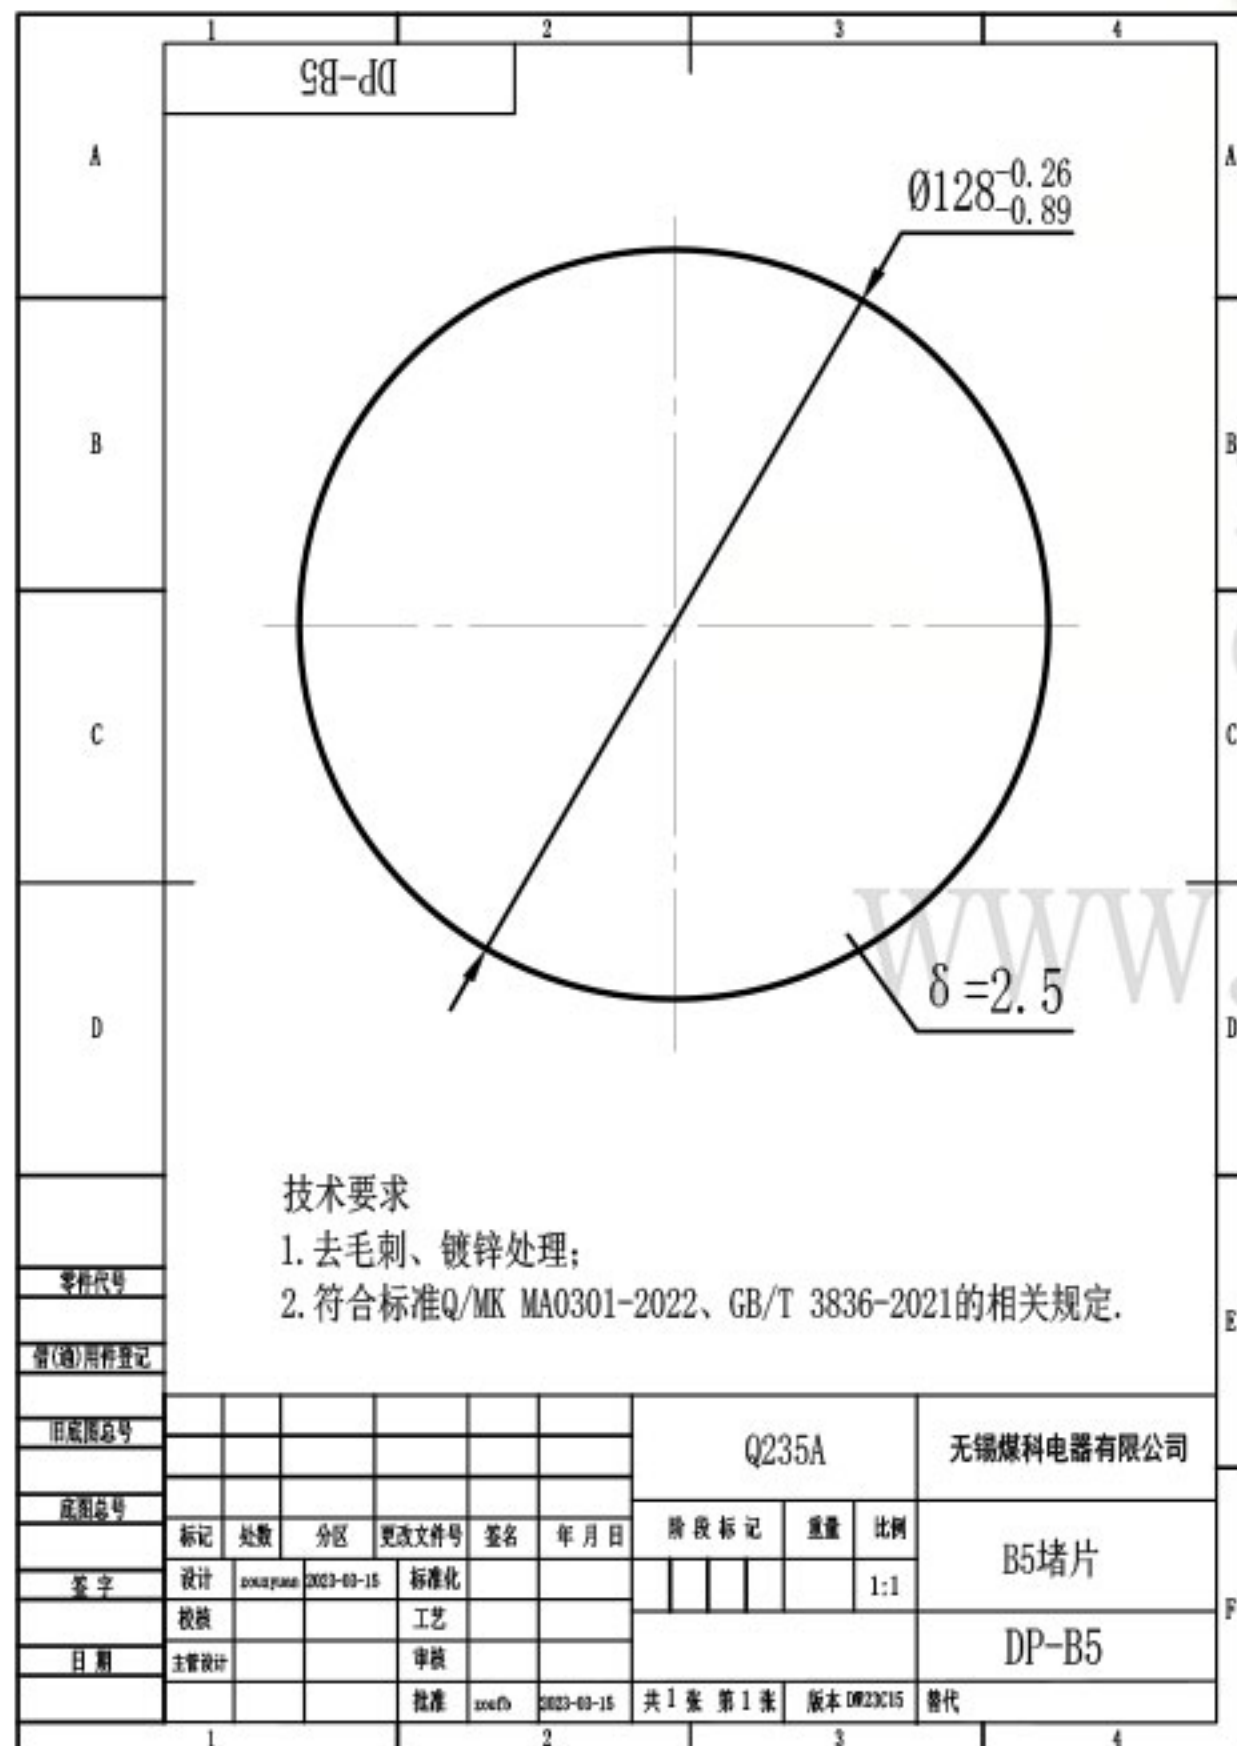 1 2 3 4
DP-B5
A A
Ø128 -0.26
-0.89
B B
C C
www.
δ=2.5
D D
技术要求
1.去毛刺、镀锌处理;
2.符合标准Q/MK MA0301-2022、GB/T 3836-2021的相关规定.
E
零件代号
借(通)用件登记
旧底图总号
底图总号
签字
日期
Q235A 无锡煤科电器有限公司
标记 处数 分区 更改文件号 签名 年月日 阶段标记 重量 比例
B5堵片
设计 2023-03-15 标准化 1:1
校核 工艺
F
主管设计 审核 DP-B5
批准 zoufb 2023-03-15 共1张 第1张 版本 DW23C15 替代
1 2 3 4